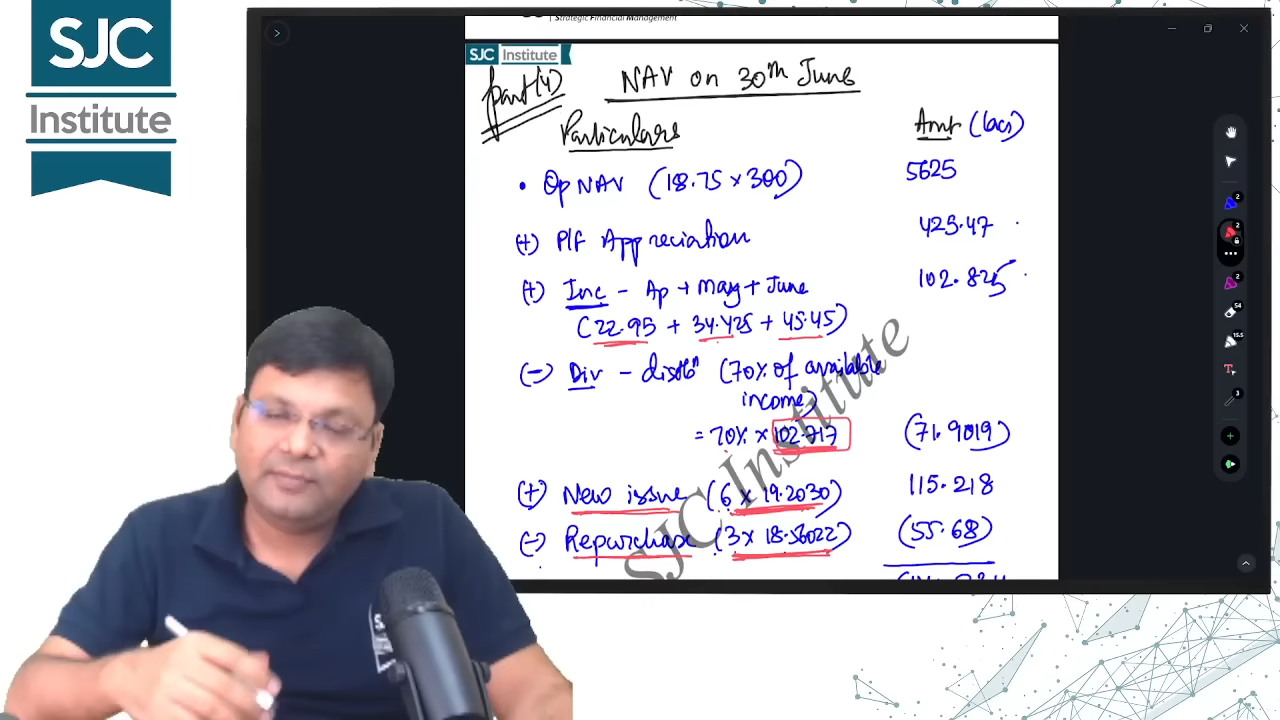 SJC
Institute
Strategic Financial Management
SJC Institute
Part (4)
NAV on 30th June
Particulars
Amt (lacs)
• Op NAV (18.75 × 300) 5625
(+) P/F Appreciation 425.47
(+) Inc - Ap + May + June 102.825
(22.95 + 34.425 + 45.45)
(-) Div - distbn (70% of available
income)
= 70% × 102.717 (71.9019)
(+) New issue (6 × 19.2030) 115.218
(-) Repurchase (3 × 18.56022) (55.68)
SJC Institute